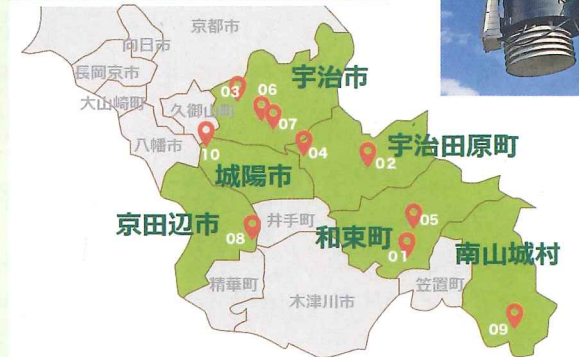 京都市
向日市
長岡京市
大山崎町
久御山町
八幡市
宇治市
03
06
07
10
04
02
宇治田原町
城陽市
京田辺市
08
井手町
和束町
05
01
南山城村
精華町
木津川市
笠置町
09